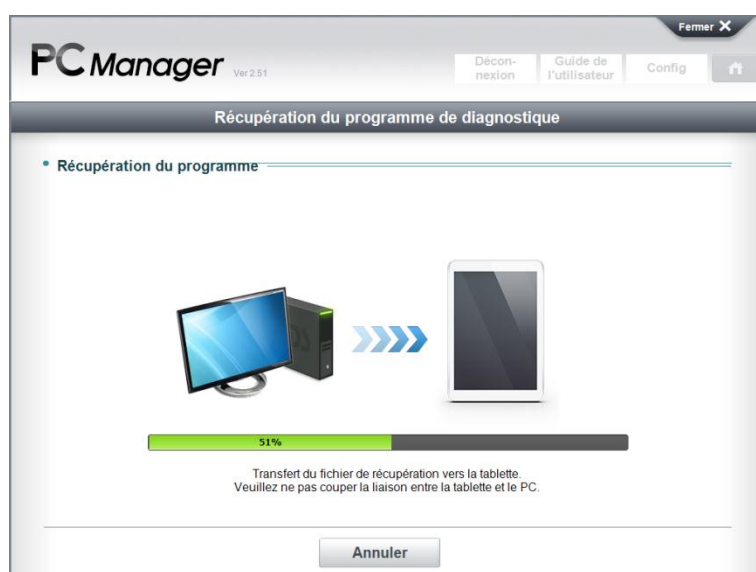 Fermer X
PC Manager Ver 2.51
Décon-
nexion
Guide de
l'utilisateur
Config
Récupération du programme de diagnostique
Récupération du programme
51%
Transfert du fichier de récupération vers la tablette.
Veuillez ne pas couper la liaison entre la tablette et le PC.
Annuler